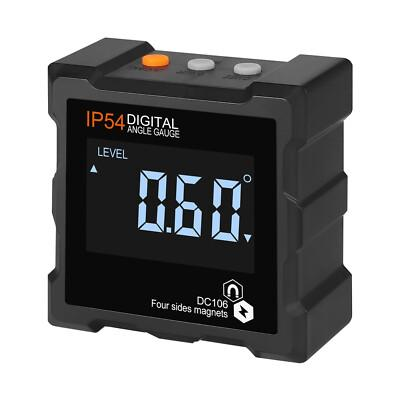 IP54 DIGITAL
ANGLE GAUGE
LEVEL
0.60°
DC106
Four sides magnets